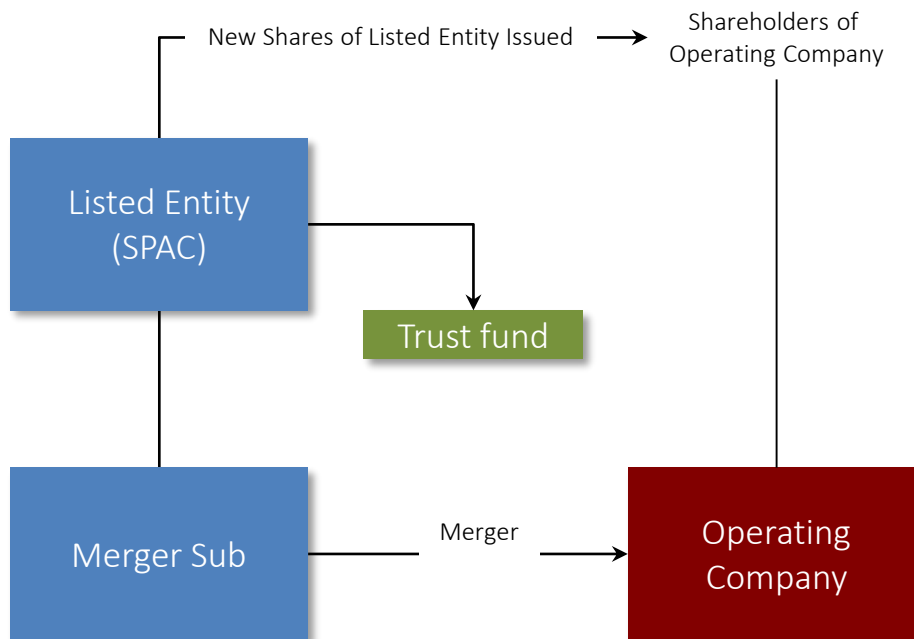 New Shares of Listed Entity Issued
Shareholders of
Operating Company
Listed Entity
(SPAC)
Trust fund
Merger Sub
Merger
Operating
Company